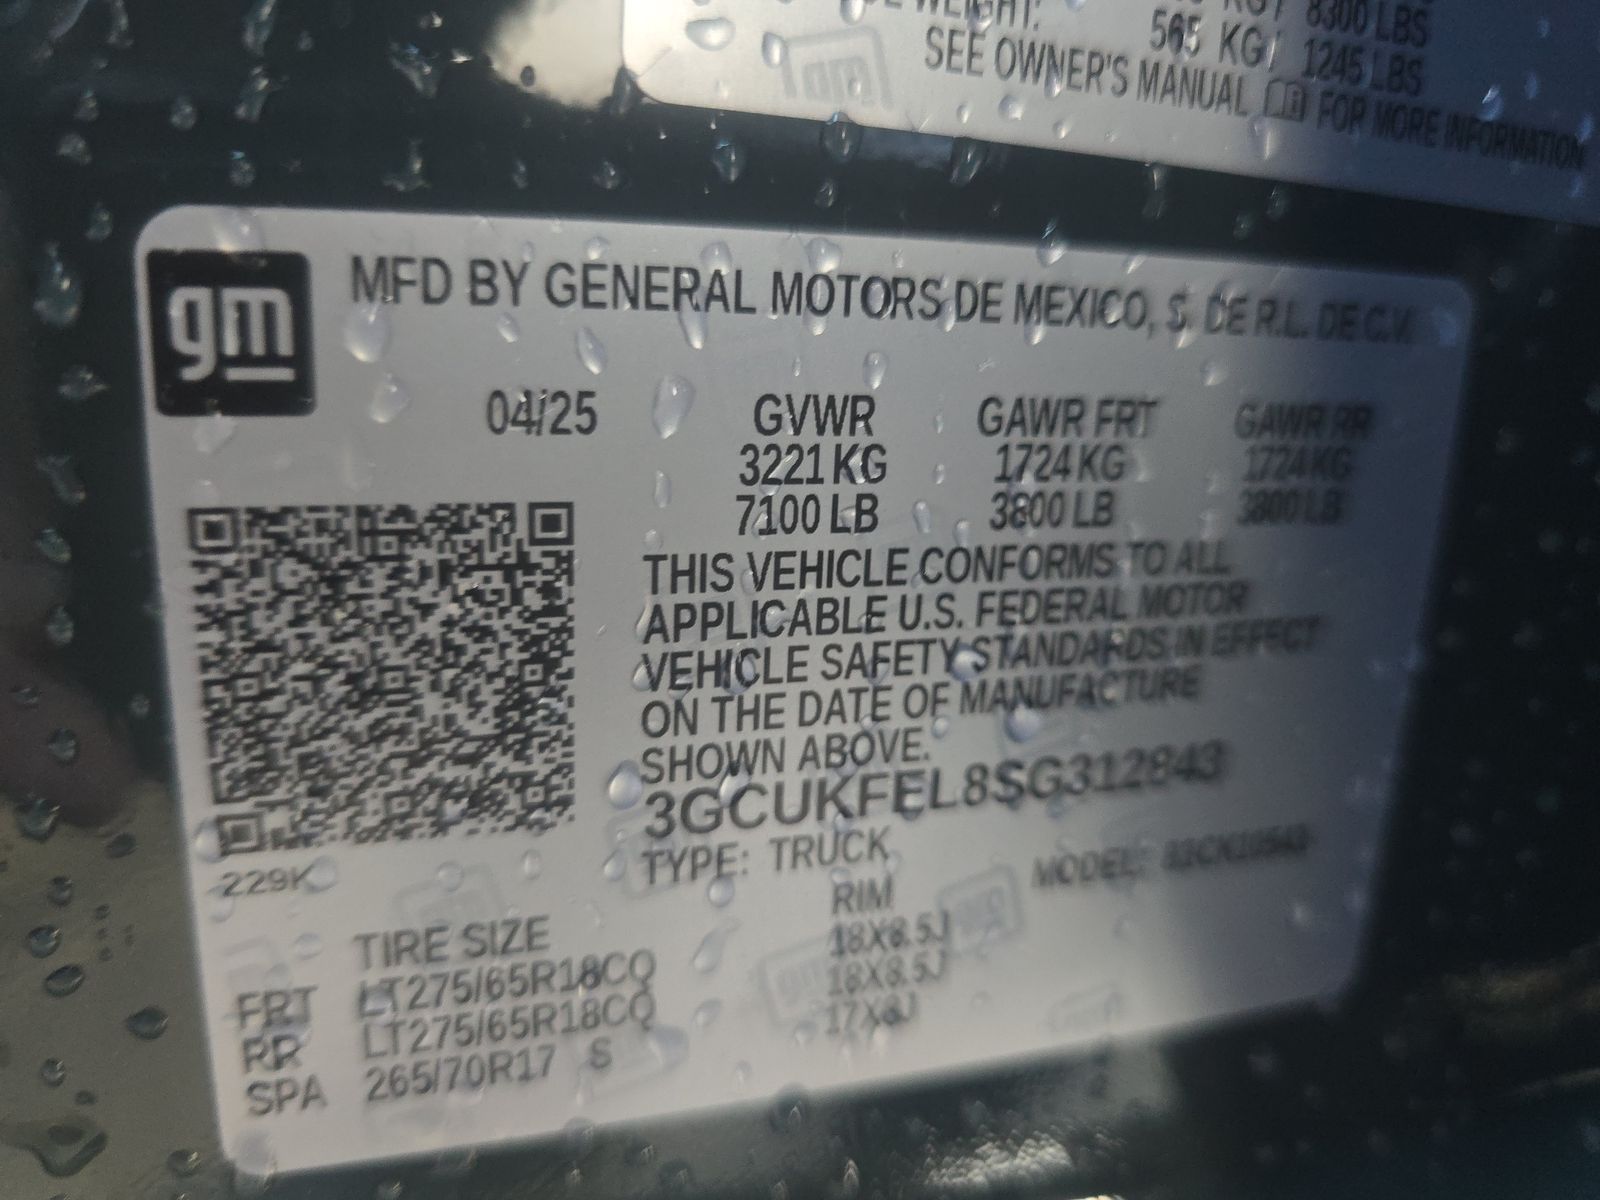 WEIGHT: KG/ 8300 LBS
565 KG/ 1245 LBS
SEE OWNER'S MANUAL FOR MORE INFORMATION
gm
MFD BY GENERAL MOTORS DE MEXICO, S. DE R.L. DE C.V.
04/25 GVWR GAWR FRT GAWR RR
3221 KG 1724 KG 1724 KG
7100 LB 3800 LB 3800 LB
THIS VEHICLE CONFORMS TO ALL
APPLICABLE U.S. FEDERAL MOTOR
VEHICLE SAFETY STANDARDS IN EFFECT
ON THE DATE OF MANUFACTURE
SHOWN ABOVE.
3GCUKFEL8SG312843
TYPE: TRUCK MODEL:
229K
TIRE SIZE RIM
FRT LT275/65R18CQ 18X8.5J
RR LT275/65R18CQ 18X8.5J
SPA 265/70R17 S 17X8J